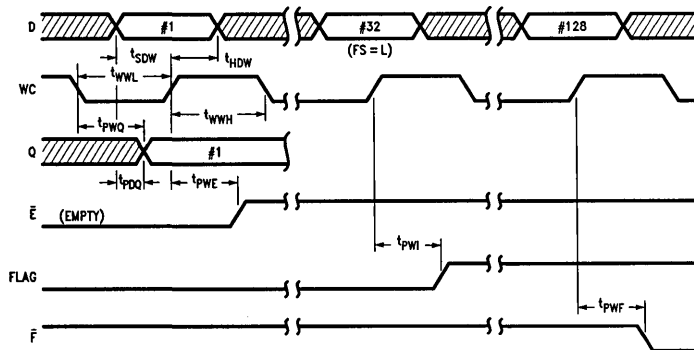 D #1 #32 #128
(FS = L)
tSDW tHDW
tWWL
WC
tWWH
tPWQ
Q #1
tPDQ tPWE
Ē (EMPTY)
tPWI
FLAG
tPWF
F̄